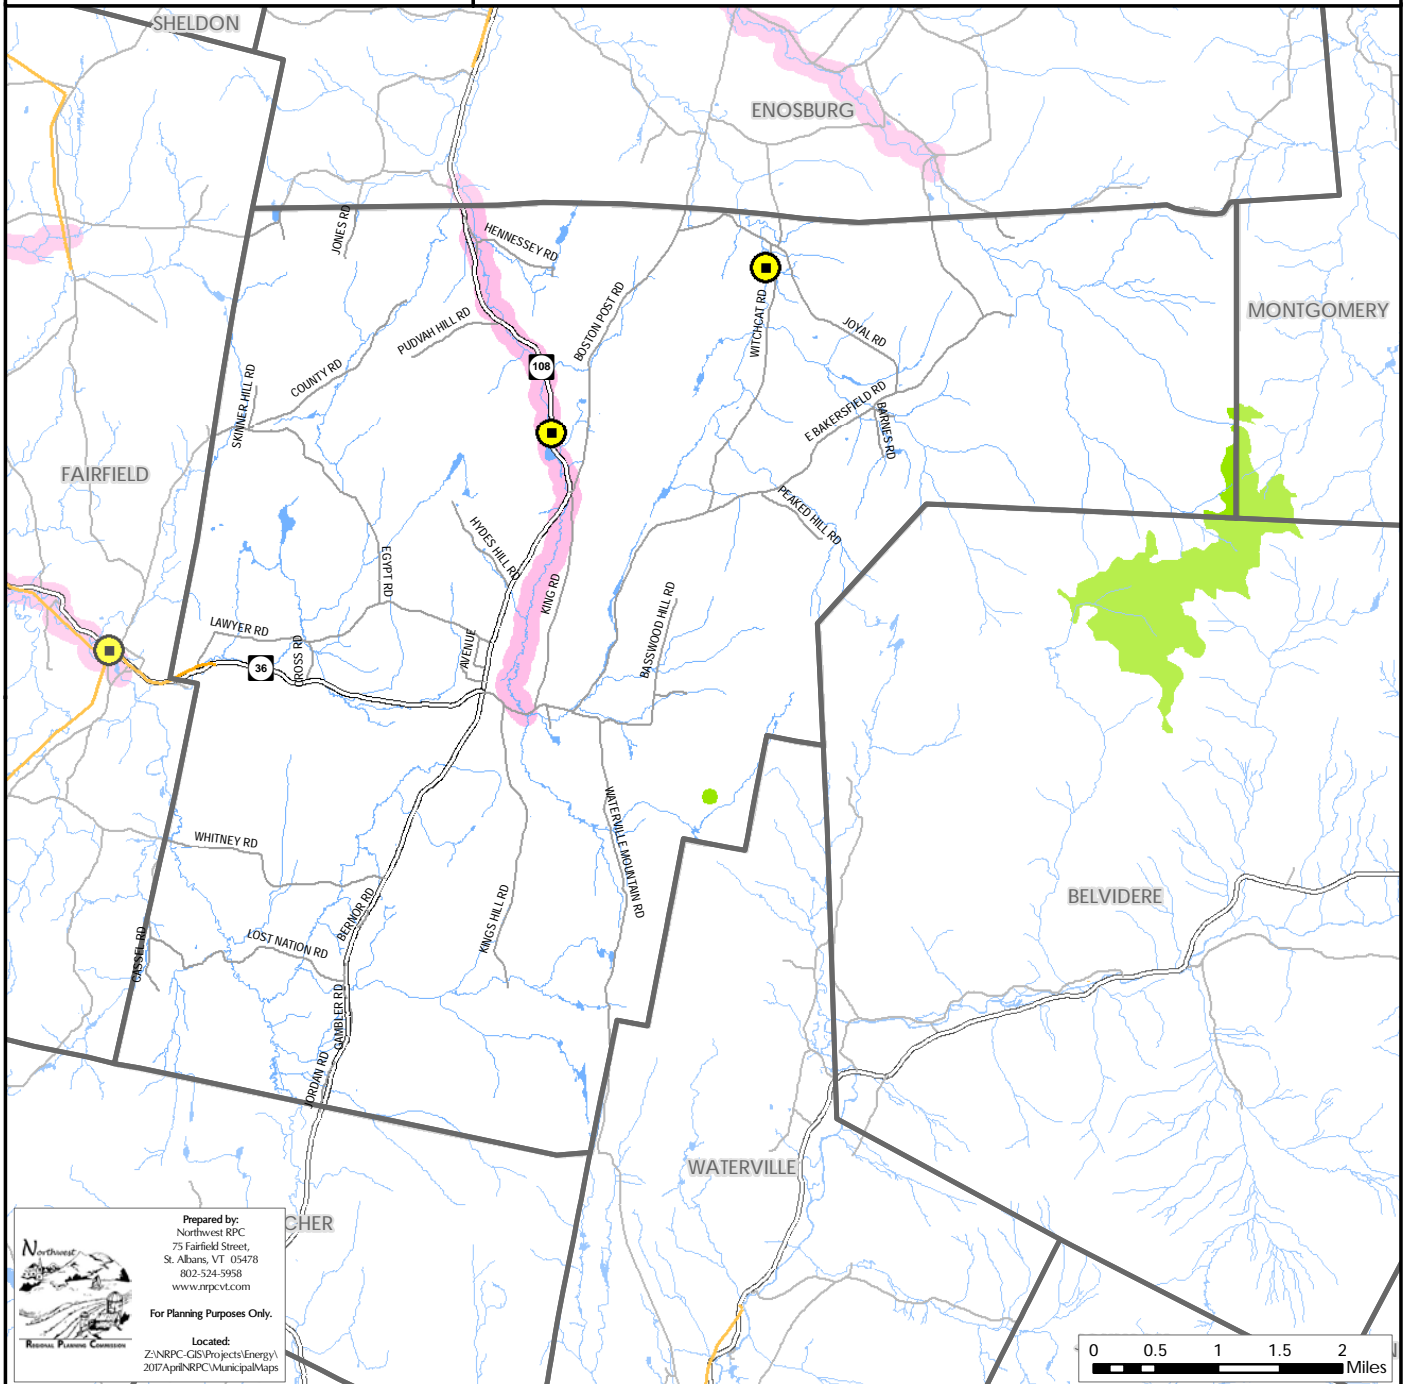 SHELDON
ENOSBURG
JONES RD
HENNESSEY RD
MONTGOMERY
BOSTON POST RD
WITCHCAT RD
PUDVAH HILL RD
JOYAL RD
108
COUNTY RD
SKINNER HILL RD
E BAKERSFIELD RD
BARNES RD
FAIRFIELD
PEAKED HILL RD
HYDES HILL RD
EGYPT RD
KING RD
BASSWOOD HILL RD
LAWYER RD
CROSS RD
AVENUE
36
WATERVILLE MOUNTAIN RD
WHITNEY RD
BELVIDERE
BERNOR RD
KINGS HILL RD
LOST NATION RD
CASSEL RD
GAMBLER RD
JORDAN RD
WATERVILLE
CHER
Northwest
REGIONAL PLANNING COMMISSION
Prepared by:
Northwest RPC
75 Fairfield Street,
St. Albans, VT 05478
802-524-5958
www.nrpcvt.com
For Planning Purposes Only.
Located:
Z:\NRPC-GIS\Projects\Energy\
2017AprilNRPC\MunicipalMaps
0 0.5 1 1.5 2
Miles